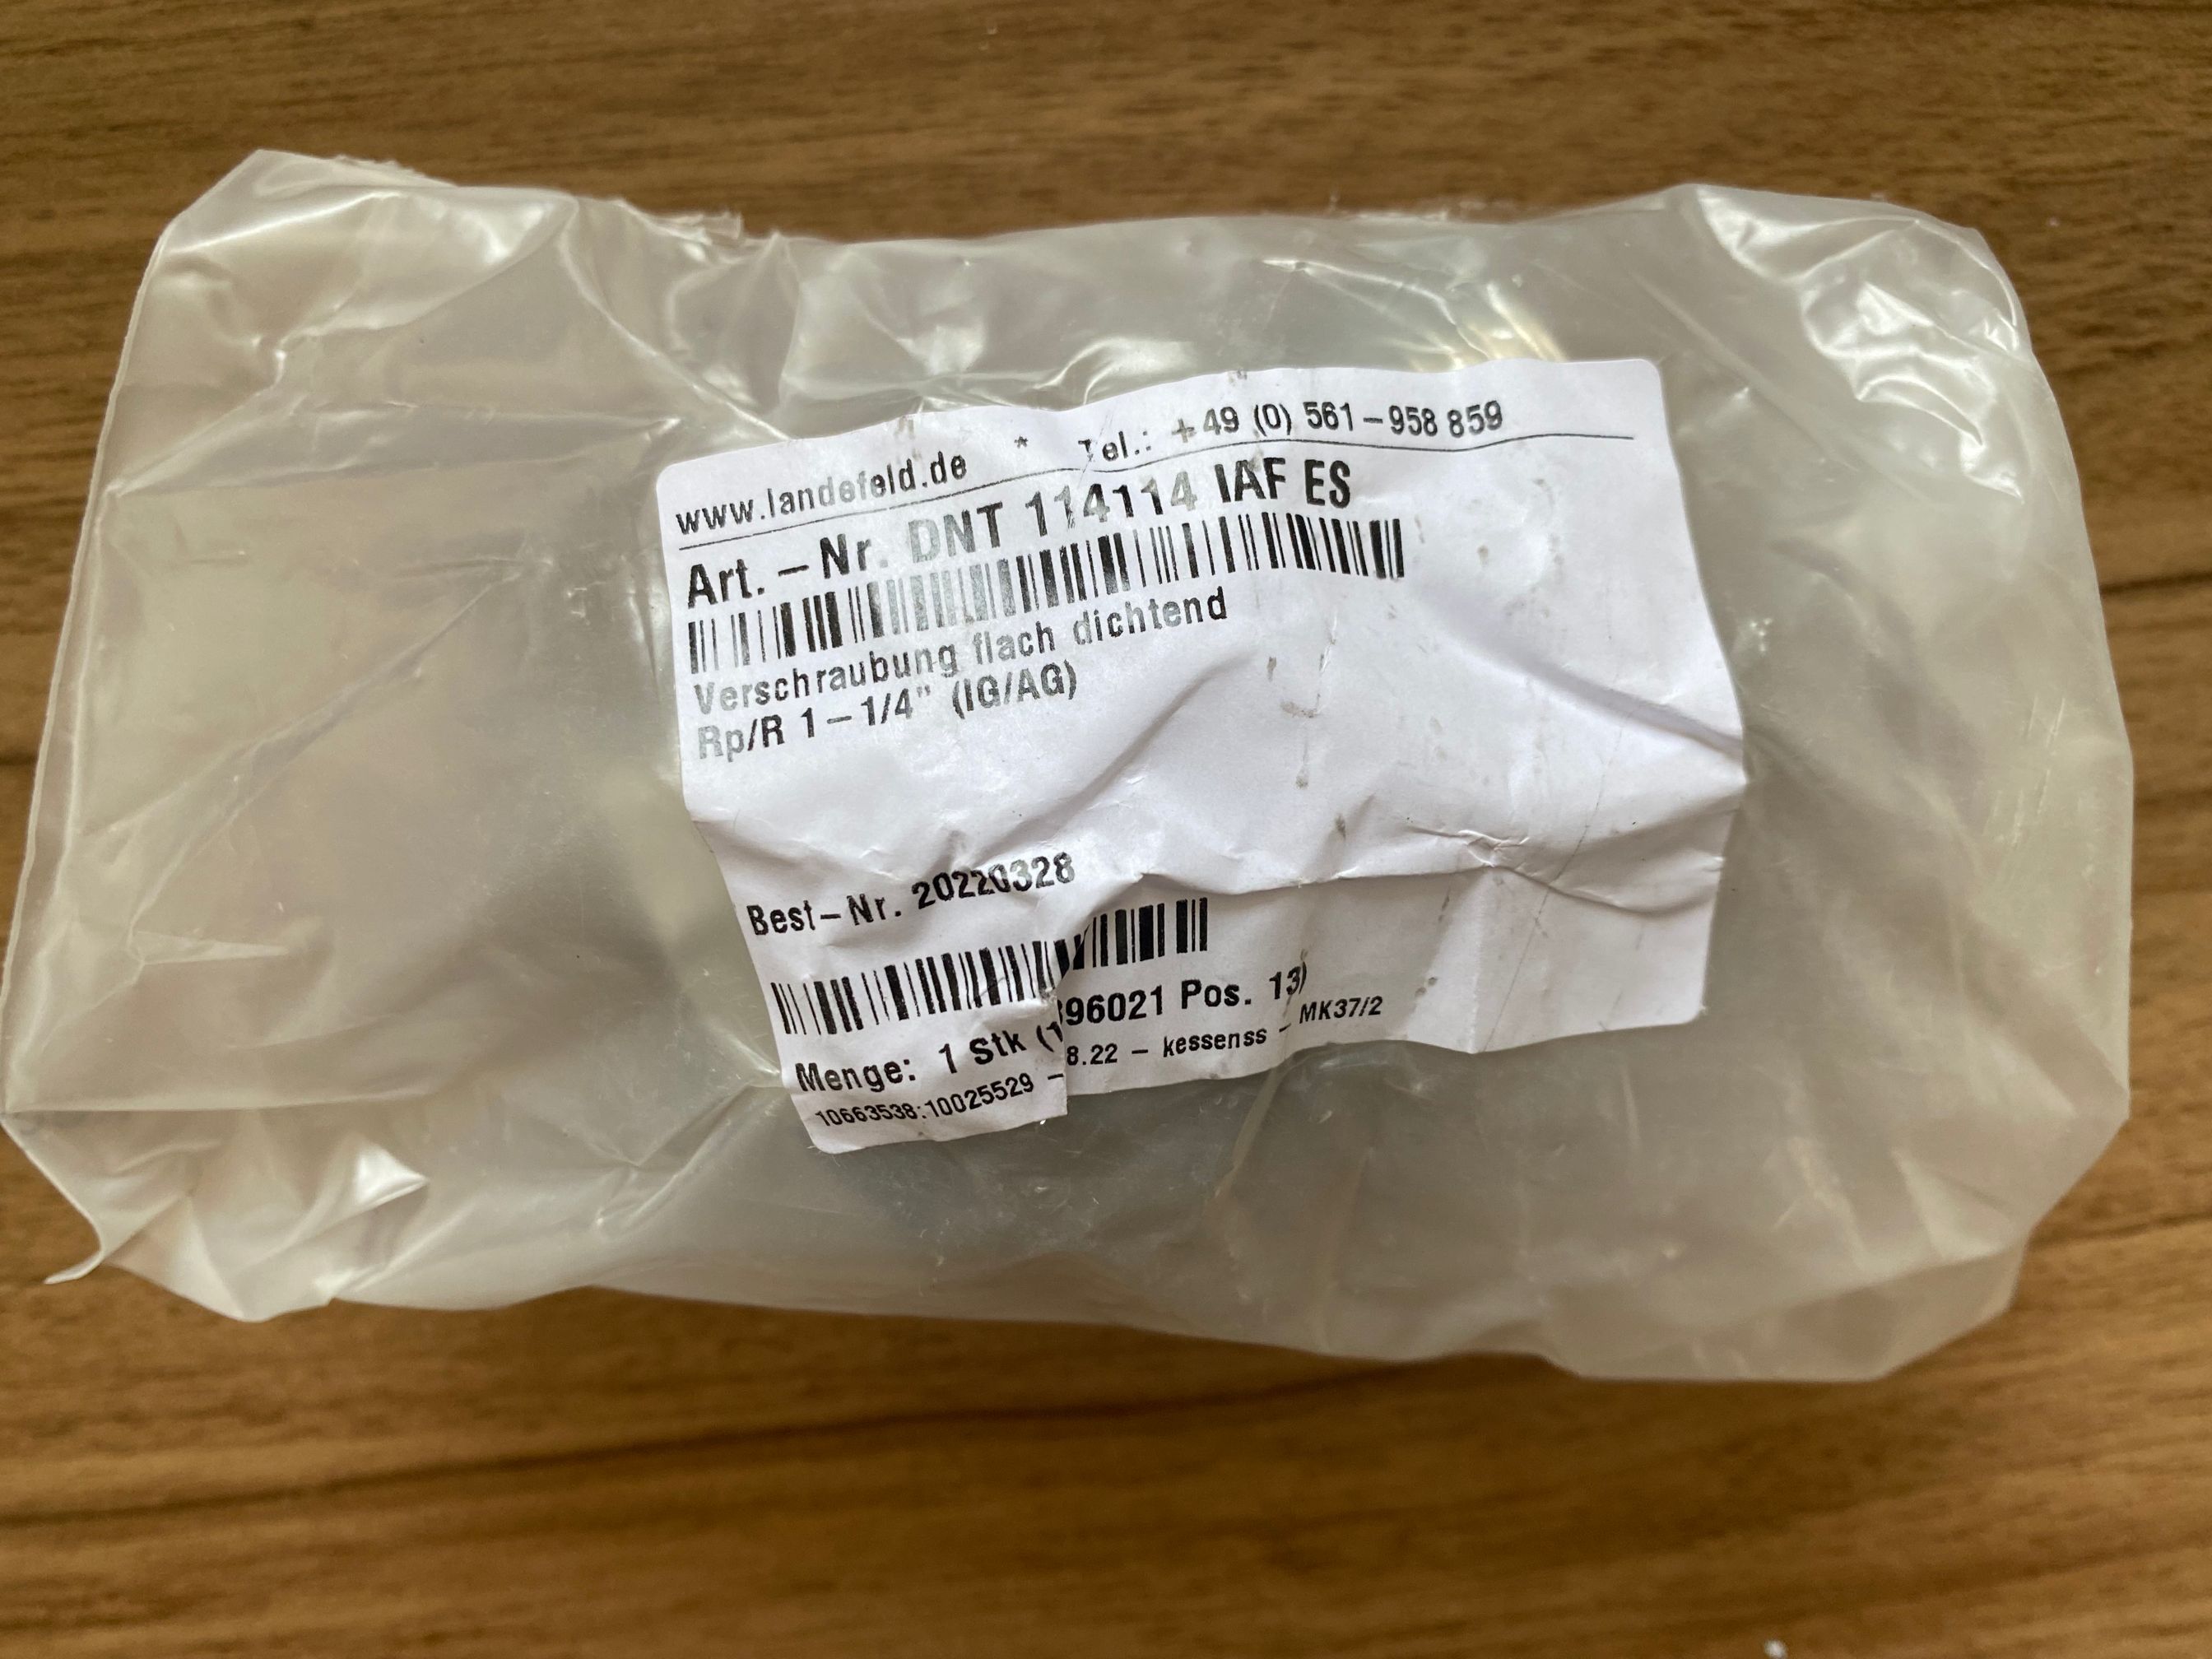 www.landefeld.de * Tel.: +49 (0) 561-958 859
Art.-Nr. DNT 114114 IAF ES
Verschraubung flach dichtend
Rp/R 1-1/4" (IG/AG)
Best-Nr. 20220328
Menge: 1 Stk (1 96021 Pos. 13)
10663538:10025529 - 8.22 - kessenss - MK37/2